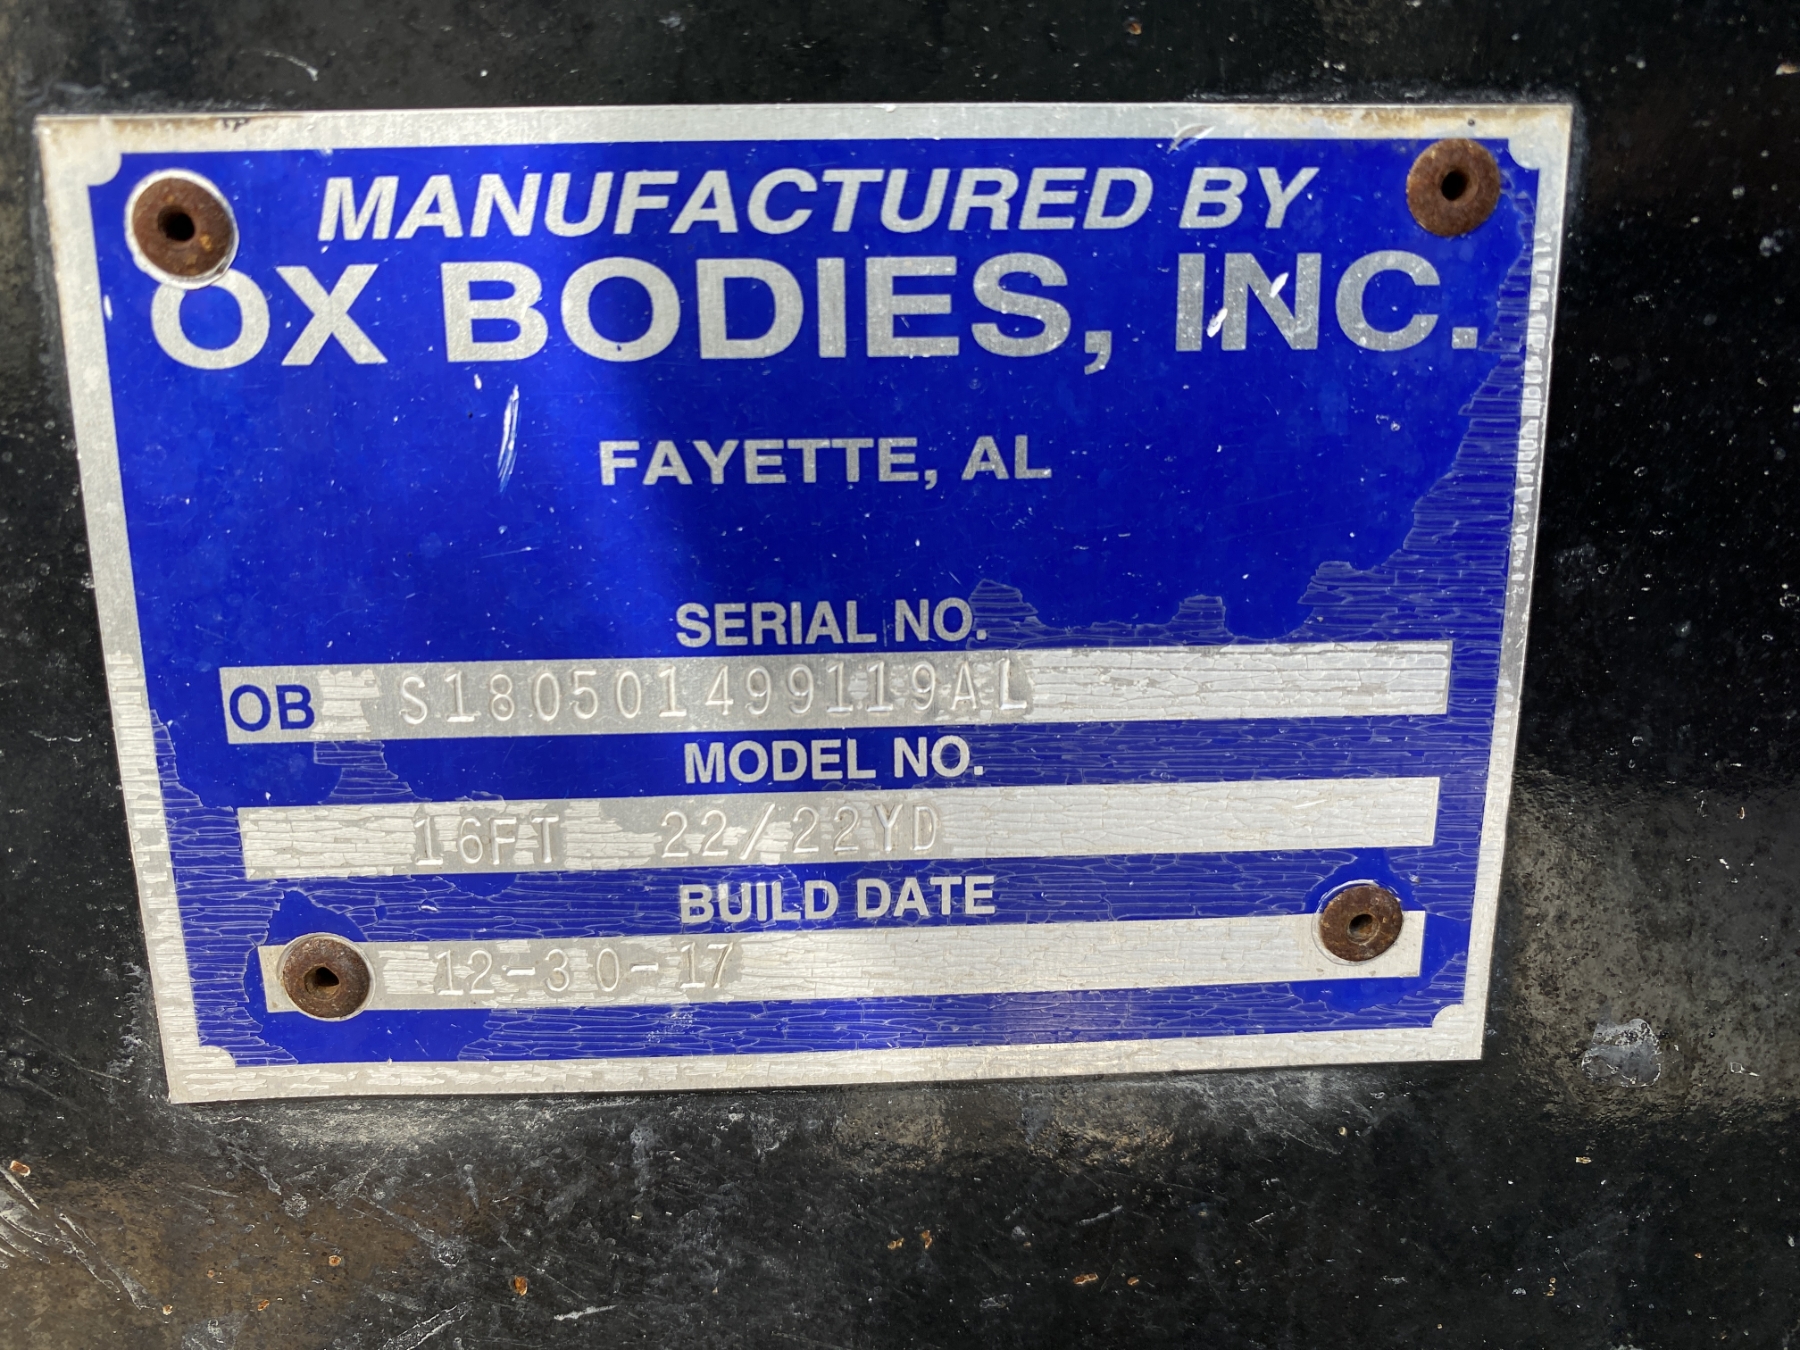 MANUFACTURED BY
OX BODIES, INC.
FAYETTE, AL
SERIAL NO.
OB S180501499119AL
MODEL NO.
16FT 22/22YD
BUILD DATE
12-30-17